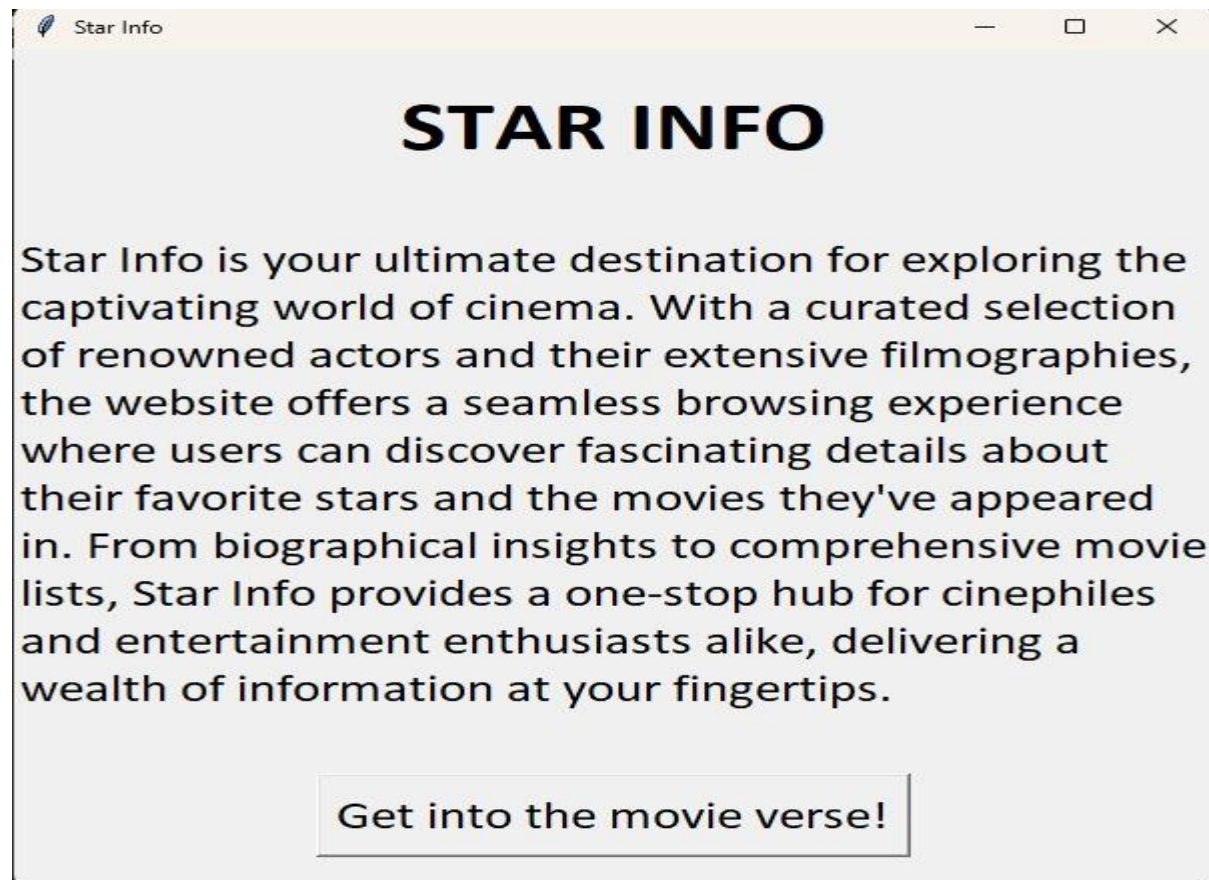 Star Info
STAR INFO
Star Info is your ultimate destination for exploring the
captivating world of cinema. With a curated selection
of renowned actors and their extensive filmographies,
the website offers a seamless browsing experience
where users can discover fascinating details about
their favorite stars and the movies they've appeared
in. From biographical insights to comprehensive movie
lists, Star Info provides a one-stop hub for cinephiles
and entertainment enthusiasts alike, delivering a
wealth of information at your fingertips.
Get into the movie verse!